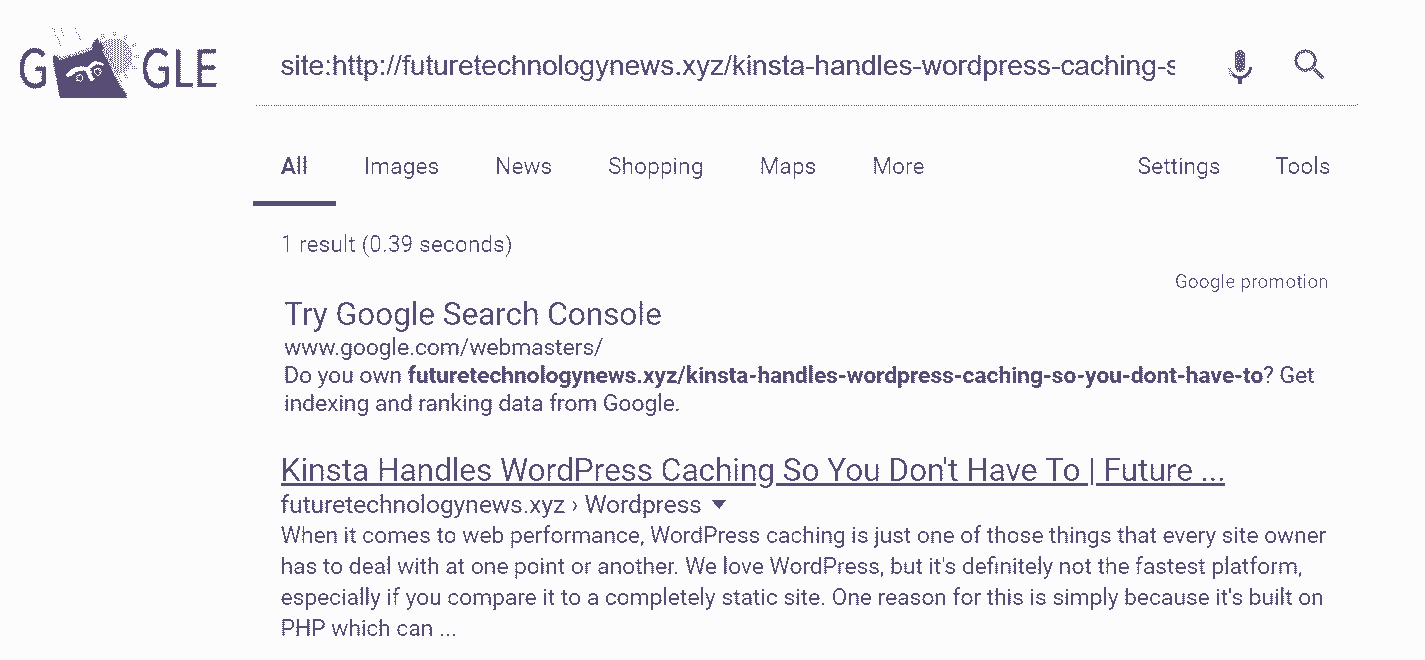 GOOGLE
site:http://futuretechnologynews.xyz/kinsta-handles-wordpress-caching-s
All Images News Shopping Maps More Settings Tools
1 result (0.39 seconds)
Google promotion
Try Google Search Console
www.google.com/webmasters/
Do you own futuretechnologynews.xyz/kinsta-handles-wordpress-caching-so-you-dont-have-to? Get
indexing and ranking data from Google.
Kinsta Handles WordPress Caching So You Don't Have To | Future ...
futuretechnologynews.xyz › Wordpress
When it comes to web performance, WordPress caching is just one of those things that every site owner
has to deal with at one point or another. We love WordPress, but it's definitely not the fastest platform,
especially if you compare it to a completely static site. One reason for this is simply because it's built on
PHP which can ...